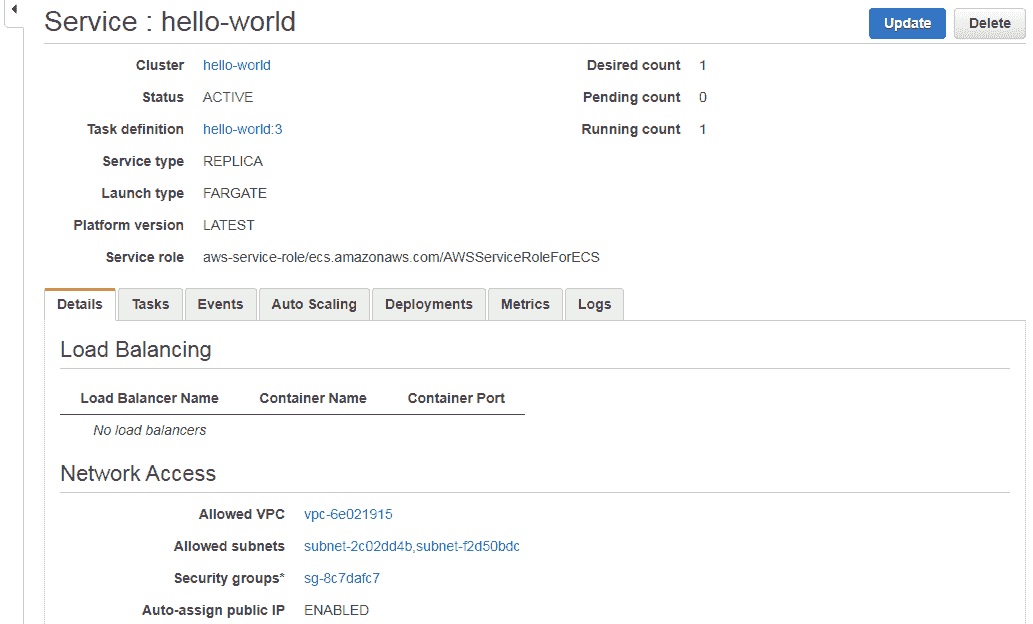 Service : hello-world
Update
Delete
Cluster hello-world
Desired count 1
Status ACTIVE
Pending count 0
Task definition hello-world:3
Running count 1
Service type REPLICA
Launch type FARGATE
Platform version LATEST
Service role aws-service-role/ecs.amazonaws.com/AWSServiceRoleForECS
Details Tasks Events Auto Scaling Deployments Metrics Logs
Load Balancing
Load Balancer Name Container Name Container Port
No load balancers
Network Access
Allowed VPC vpc-6e021915
Allowed subnets subnet-2c02dd4b,subnet-f2d50bdc
Security groups* sg-8c7dafc7
Auto-assign public IP ENABLED